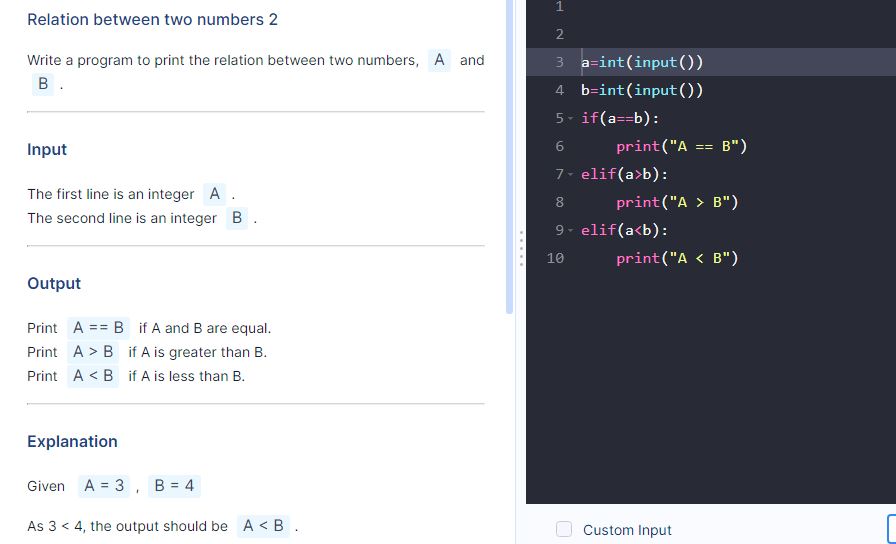 Relation between two numbers 2
Write a program to print the relation between two numbers, A and
B .
Input
The first line is an integer A .
The second line is an integer B .
Output
Print A == B if A and B are equal.
Print A > B if A is greater than B.
Print A < B if A is less than B.
Explanation
Given A = 3 , B = 4
As 3 < 4, the output should be A < B .
1
2
3 a=int(input())
4 b=int(input())
5 if(a==b):
6     print("A == B")
7 elif(a>b):
8     print("A > B")
9 elif(a<b):
10     print("A < B")
Custom Input